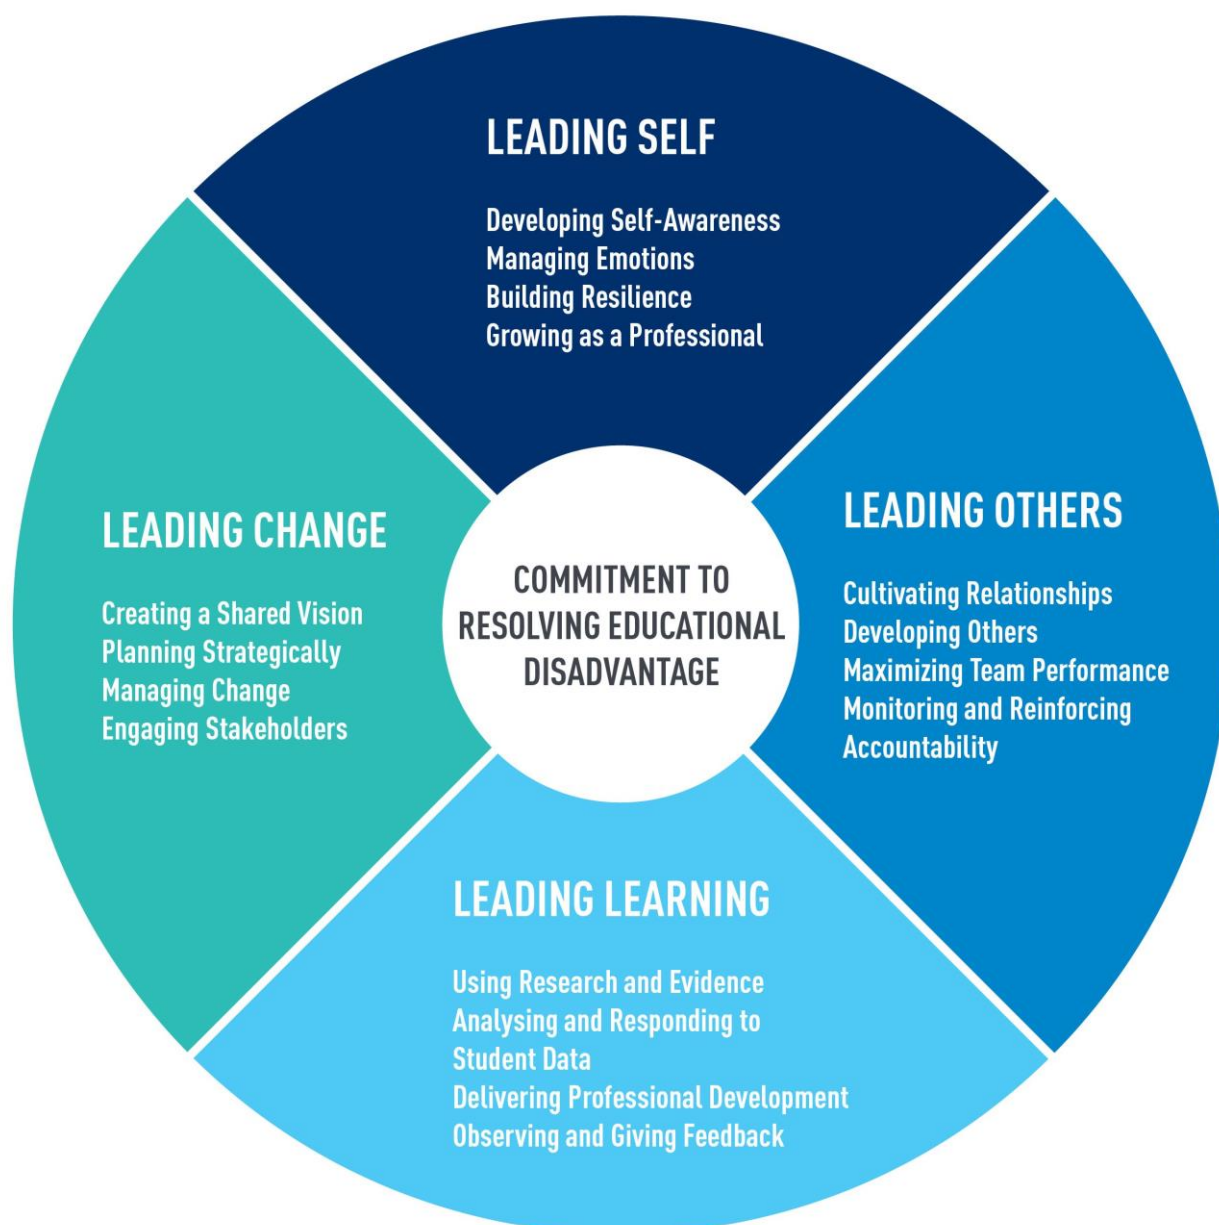 LEADING SELF
Developing Self-Awareness
Managing Emotions
Building Resilience
Growing as a Professional
LEADING CHANGE
Creating a Shared Vision
Planning Strategically
Managing Change
Engaging Stakeholders
COMMITMENT TO
RESOLVING EDUCATIONAL
DISADVANTAGE
LEADING OTHERS
Cultivating Relationships
Developing Others
Maximizing Team Performance
Monitoring and Reinforcing
Accountability
LEADING LEARNING
Using Research and Evidence
Analysing and Responding to
Student Data
Delivering Professional Development
Observing and Giving Feedback